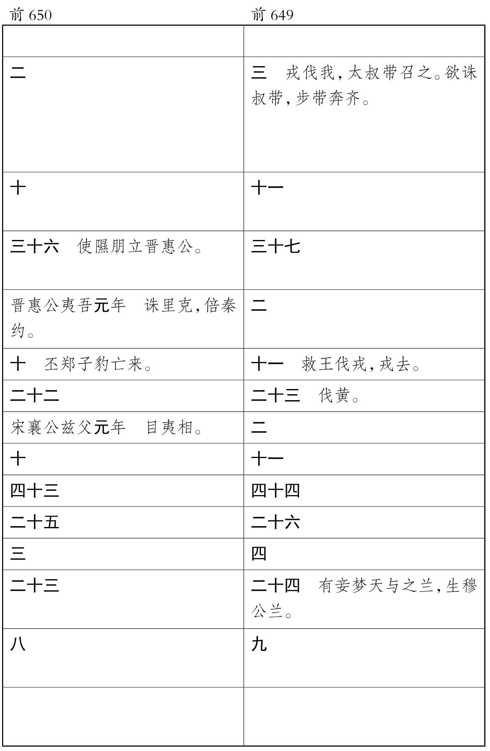 前 650 前 649
二 三 戎伐我，太叔带召之。欲诛
叔带，步带奔齐。
十 十一
三十六 使隰朋立晋惠公。 三十七
晋惠公夷吾元年 诛里克，倍秦 二
约。
十 丕郑子豹亡来。 十一 救王伐戎，戎去。
二十二 二十三 伐黄。
宋襄公兹父元年 目夷相。 二
十 十一
四十三 四十四
二十五 二十六
三 四
二十三 二十四 有妾梦天与之兰，生穆
公兰。
八 九